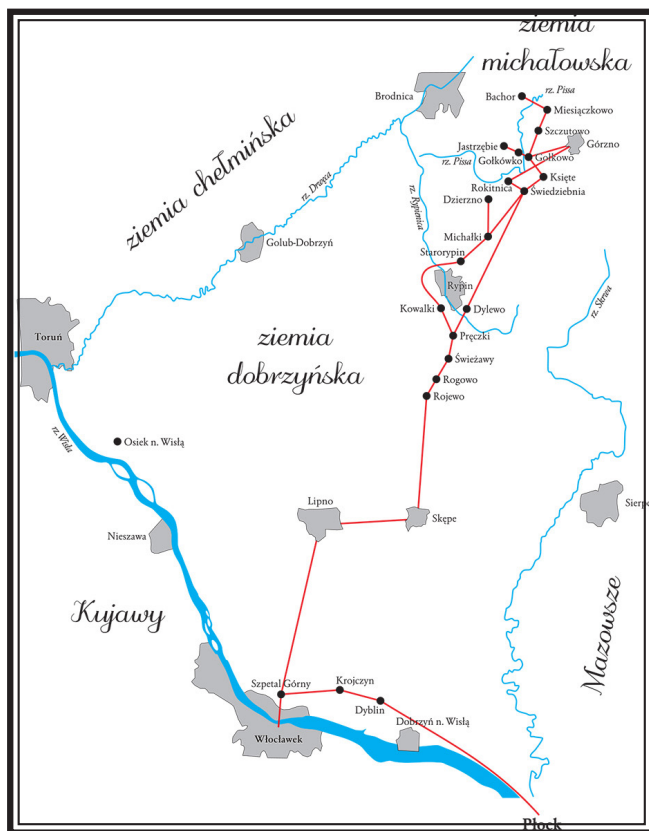 ziemia
michałowska
rz. Pissa
Bachor
Brodnica
Miesiączkowo
Szczutowo
Jastrzębie
Górzno
Gołkówko
Gołkowo
rz. Pissa
ziemia chełmińska
rz. Drwęca
Rokitnica
Księte
Świedziebnia
Dzierzno
rz. Rypienica
Michałki
Golub-Dobrzyń
Starorypin
Rypin
rz. Skrwa
Kowalki
Dylewo
Toruń
ziemia
dobrzyńska
Pręczki
Świeżawy
Rogowo
Rojewo
rz. Wisła
Osiek n. Wisłą
Lipno
Skępe
Sierpc
Nieszawa
Kujawy
Mazowsze
Szpetal Górny
Krojczyn
Dyblin
Dobrzyń n. Wisłą
Włocławek
Płock